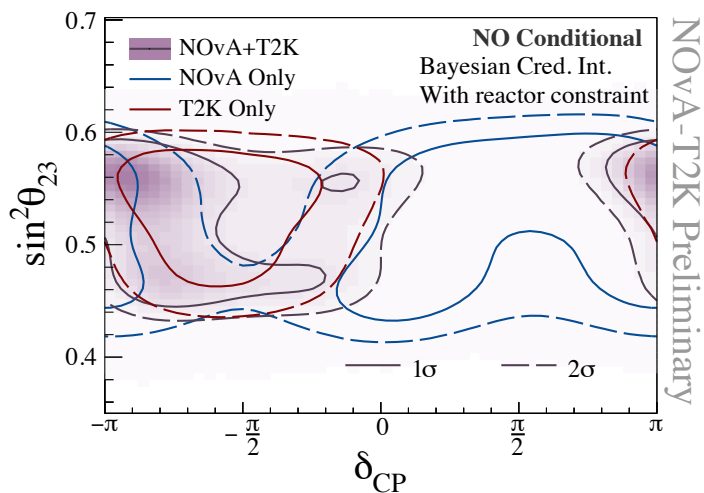 0.7
0.6
0.5
0.4
sin²θ₂₃
NOvA+T2K
NOvA Only
T2K Only
NO Conditional
Bayesian Cred. Int.
With reactor constraint
1σ
2σ
−π
−π/2
0
π/2
π
δ_CP
NOvA-T2K Preliminary